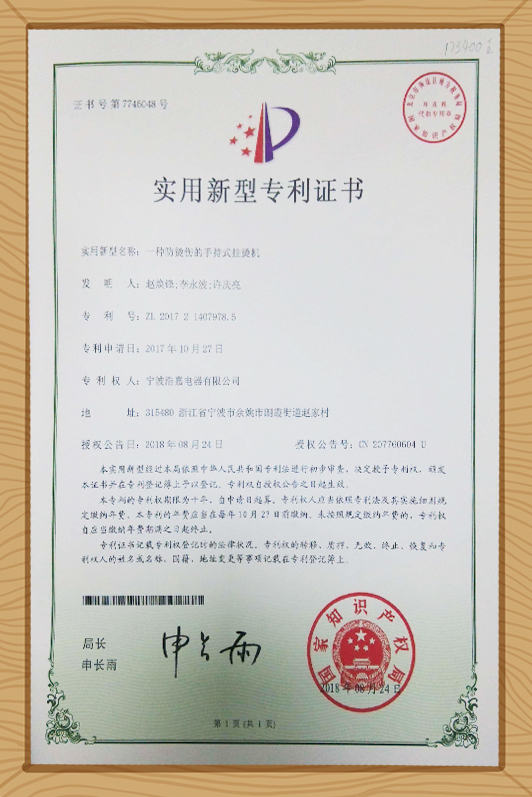 证书号第7746048号
实用新型专利证书
实用新型名称：一种防烫伤的手持式挂烫机
发 明 人：赵焕锋;李永波;许庆亮
专 利 号：ZL 2017 2 1407978.5
专利申请日：2017年10月27日
专 利 权 人：宁波浩嘉电器有限公司
地 址：315480 浙江省宁波市余姚市朗霞街道赵家村
授权公告日：2018年08月24日 授权公告号：CN 207760604 U
本实用新型经过本局依照中华人民共和国专利法进行初步审查，决定授予专利权，颁发
本证书并在专利登记簿上予以登记。专利权自授权公告之日起生效。
本专利的专利权期限为十年，自申请日起算。专利权人应当依照专利法及其实施细则规
定缴纳年费。本专利的年费应当在每年10月27日前缴纳。未按照规定缴纳年费的，专利权
自应当缴纳年费期满之日起终止。
专利证书记载专利权登记时的法律状况。专利权的转移、质押、无效、终止、恢复和专
利权人的姓名或名称、国籍、地址变更等事项记载在专利登记簿上。
局长
申长雨
申长雨
国家知识产权局
2018年08月24日
第1页(共1页)